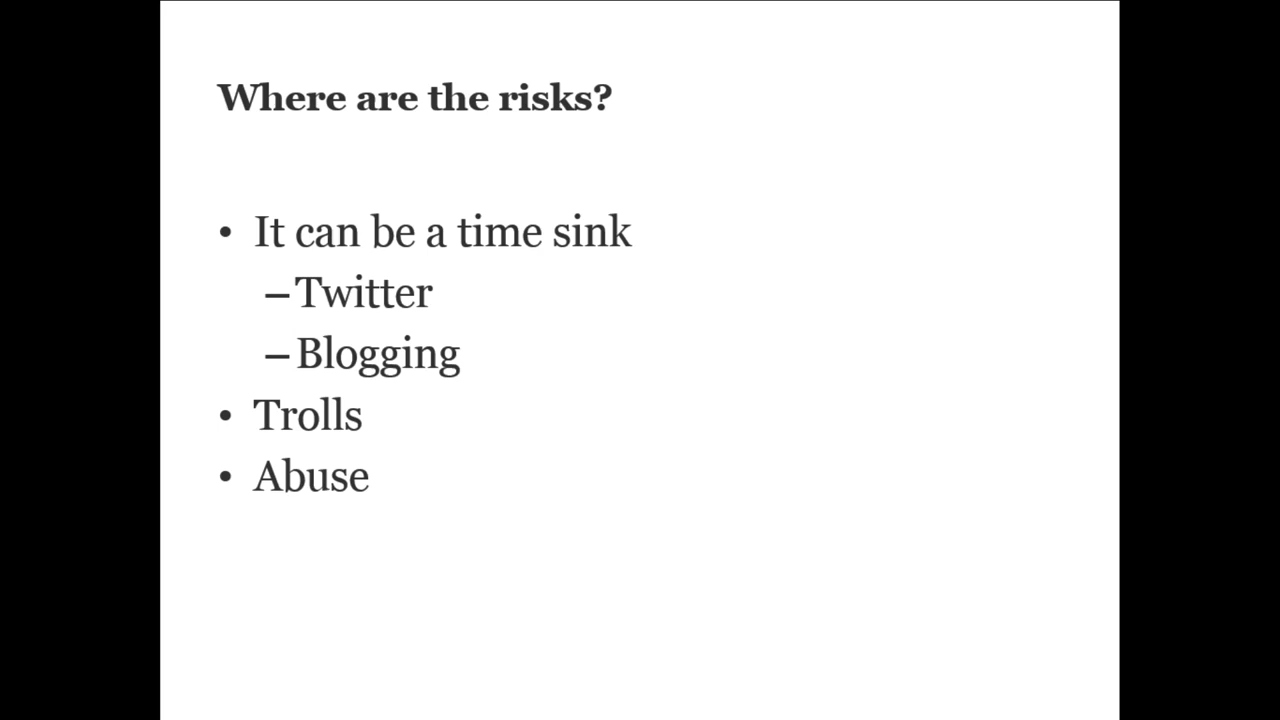 Where are the risks?
• It can be a time sink
– Twitter
– Blogging
• Trolls
• Abuse